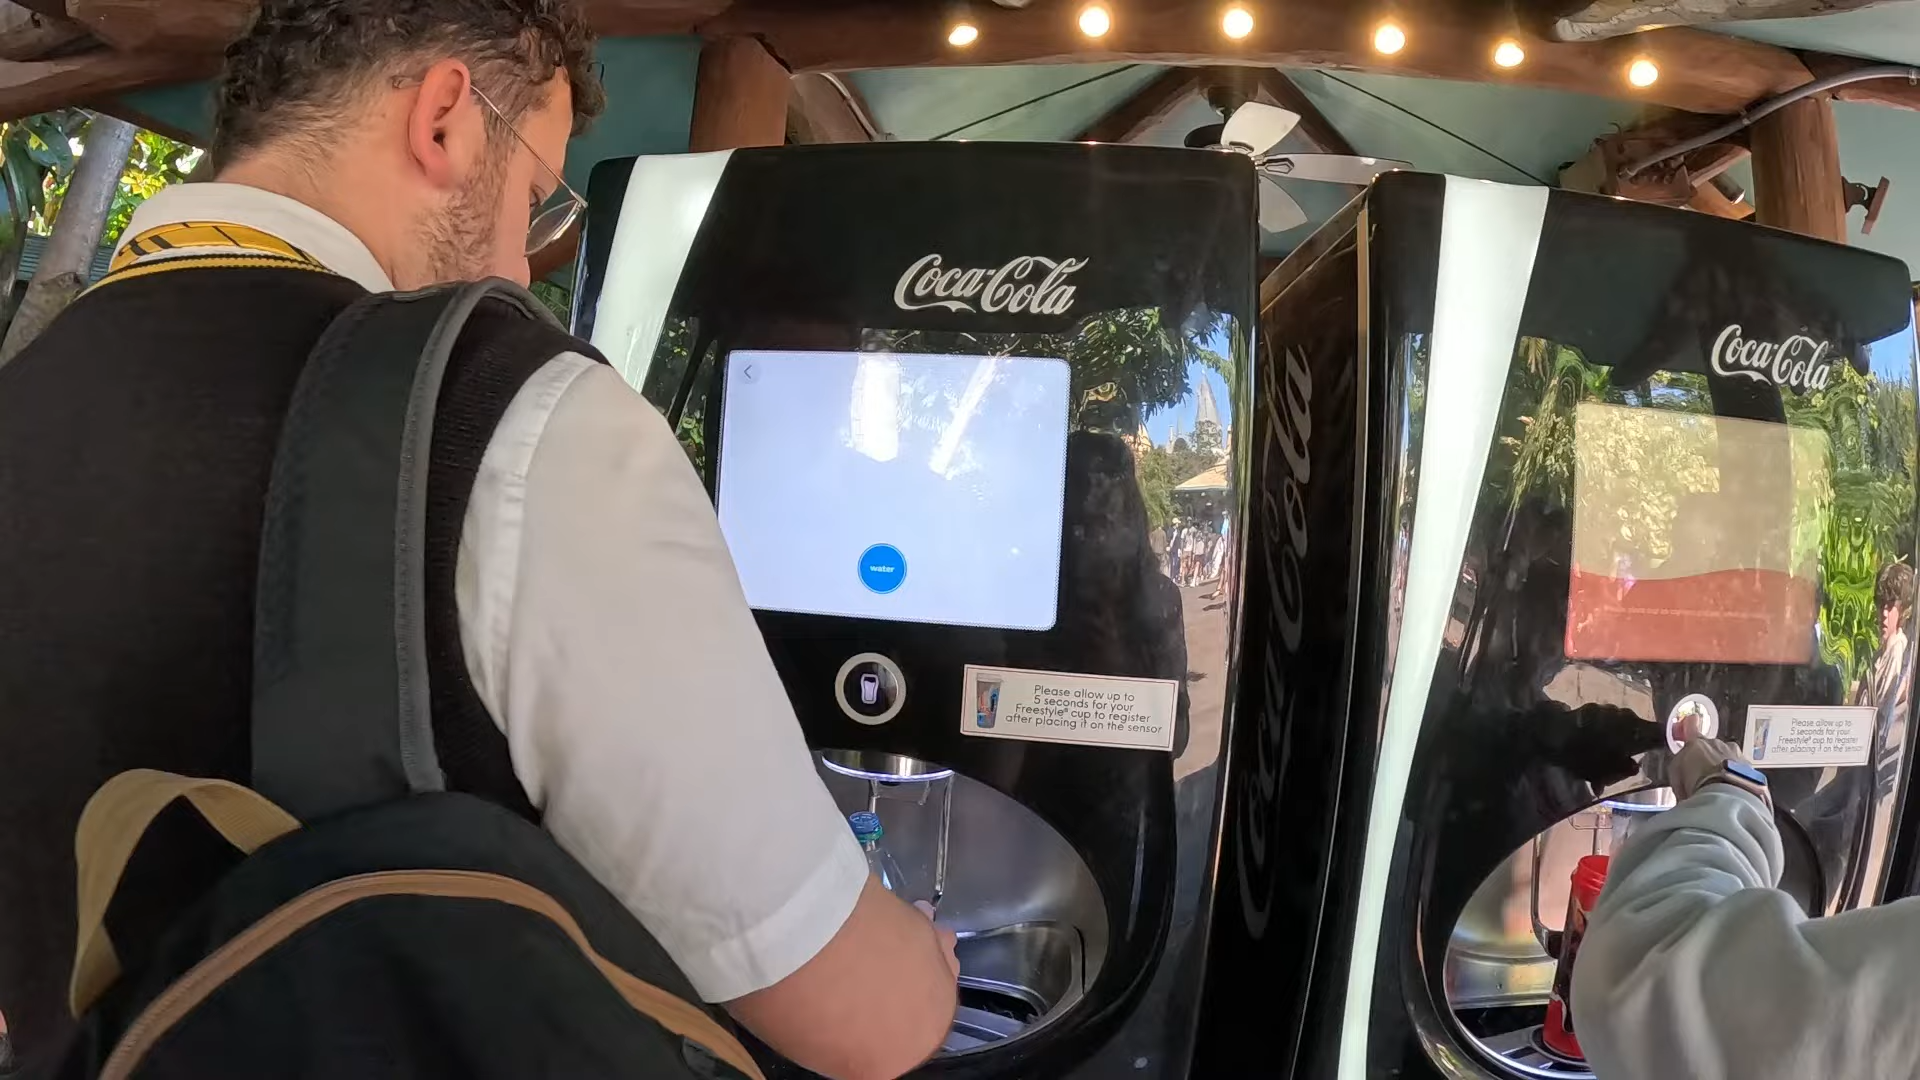 Coca-Cola
water
Please allow up to
5 seconds for your
Freestyle® cup to register
after placing it on the sensor
Coca-Cola
Coca-Cola
Please allow up to
5 seconds for your
Freestyle® cup to register
after placing it on the sensor